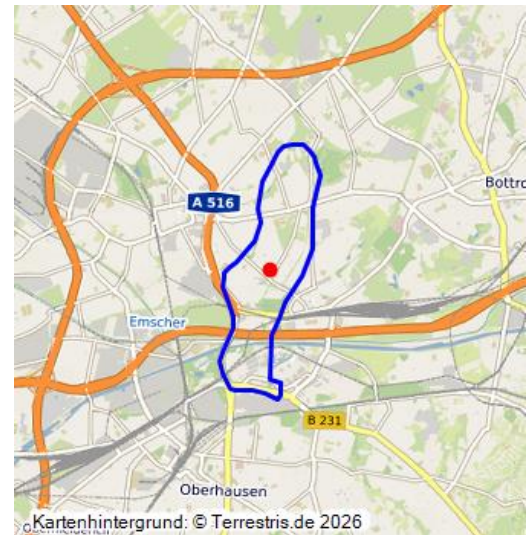 A 516
Bottro
Emscher
B 231
Oberhausen
Kartenhintergrund: © Terrestris.de 2026